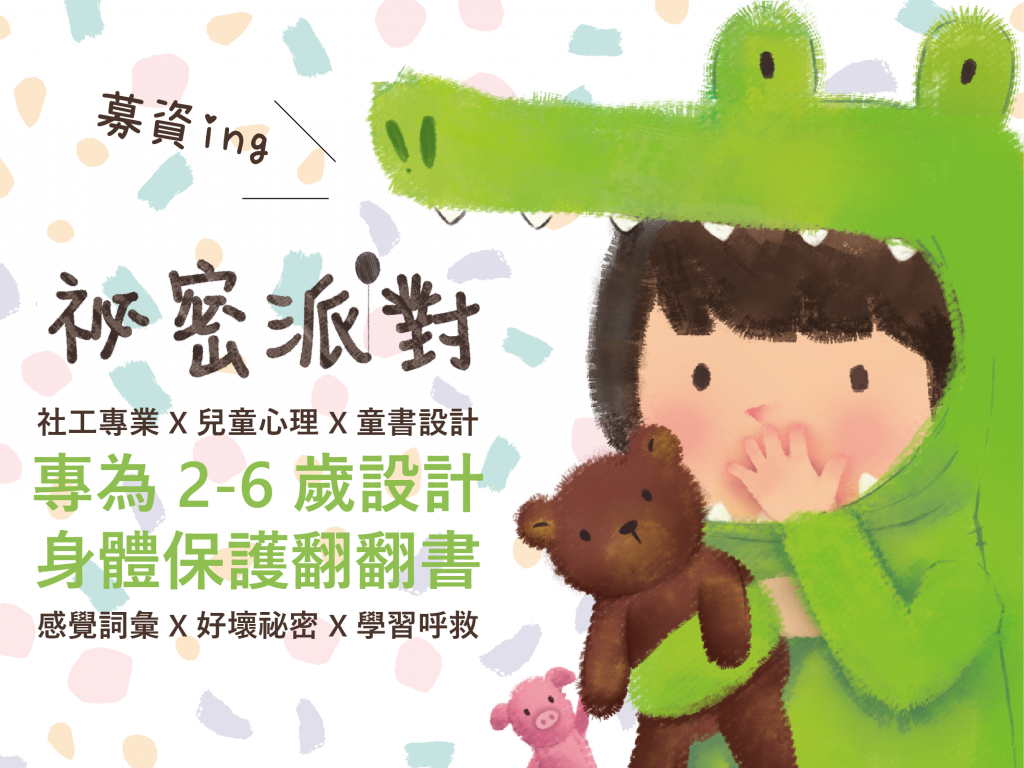 募資ing
祕密派對
社工專業 X 兒童心理 X 童書設計
專為 2-6 歲設計
身體保護翻翻書
感覺詞彙 X 好壞祕密 X 學習呼救